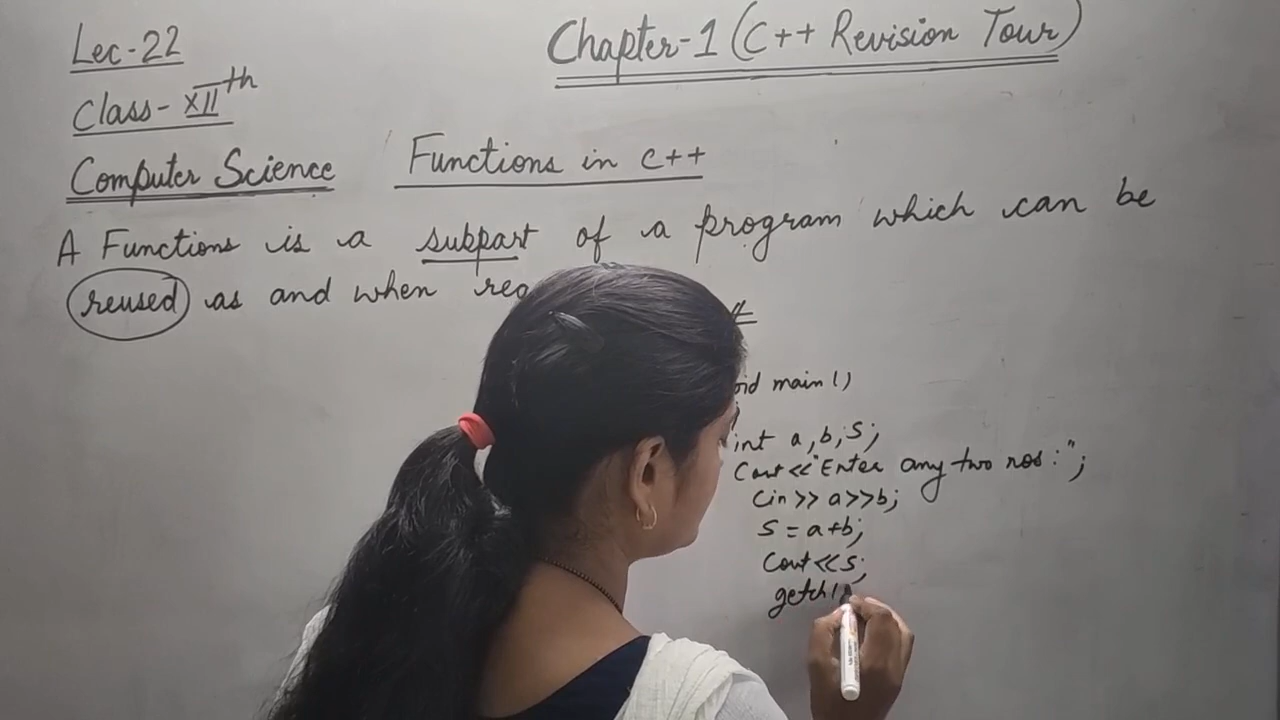 Lec-22
Chapter-1 (C++ Revision Tour)
Class- XIIth
Computer Science
Functions in C++
A Functions is a subpart of a program which can be
reused as and when
main()
int a,b,s;
Cout<<"Enter any two nos:";
Cin>> a>>b;
S = a+b;
Cout<<S;
getch(